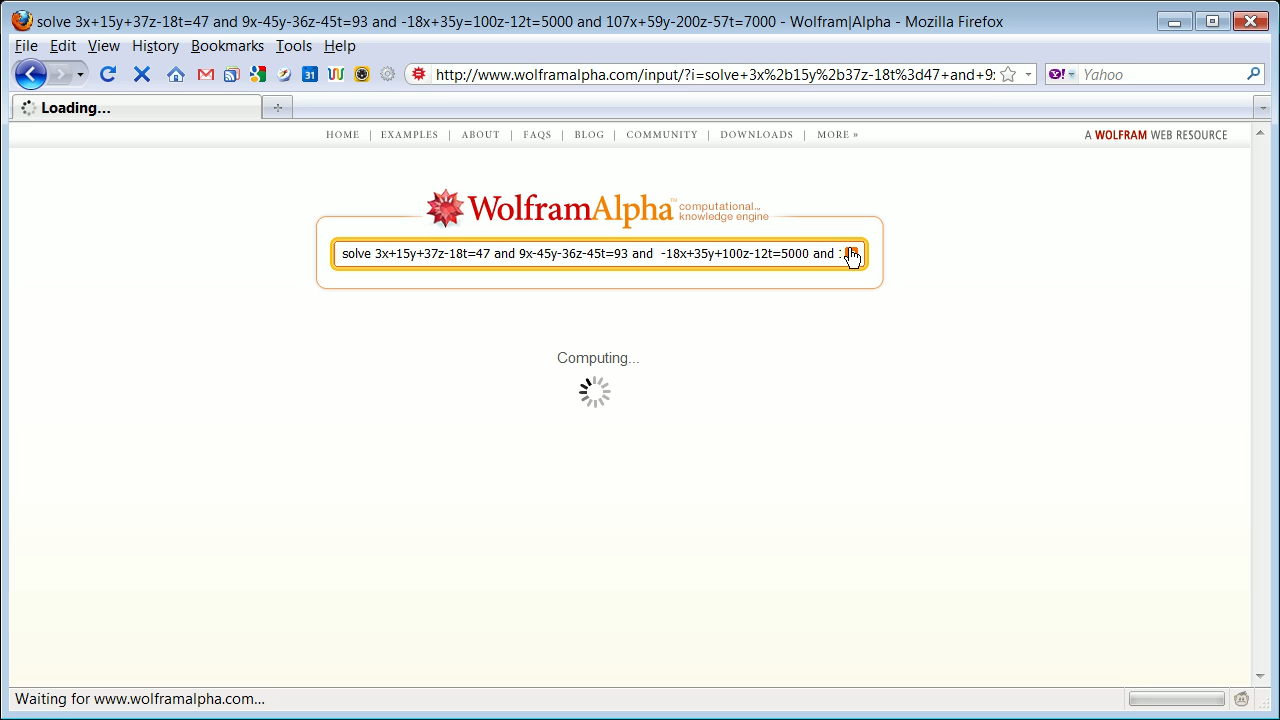 solve 3x+15y+37z-18t=47 and 9x-45y-36z-45t=93 and -18x+35y=100z-12t=5000 and 107x+59y-200z-57t=7000 - Wolfram|Alpha - Mozilla Firefox
File Edit View History Bookmarks Tools Help
31 http://www.wolframalpha.com/input/?i=solve+3x%2b15y%2b37z-18t%3d47+and+9: Y! Yahoo
Loading...
HOME | EXAMPLES | ABOUT | FAQS | BLOG | COMMUNITY | DOWNLOADS | MORE » A WOLFRAM WEB RESOURCE
WolframAlpha™ computational...
knowledge engine
solve 3x+15y+37z-18t=47 and 9x-45y-36z-45t=93 and -18x+35y+100z-12t=5000 and
Computing...
Waiting for www.wolframalpha.com...